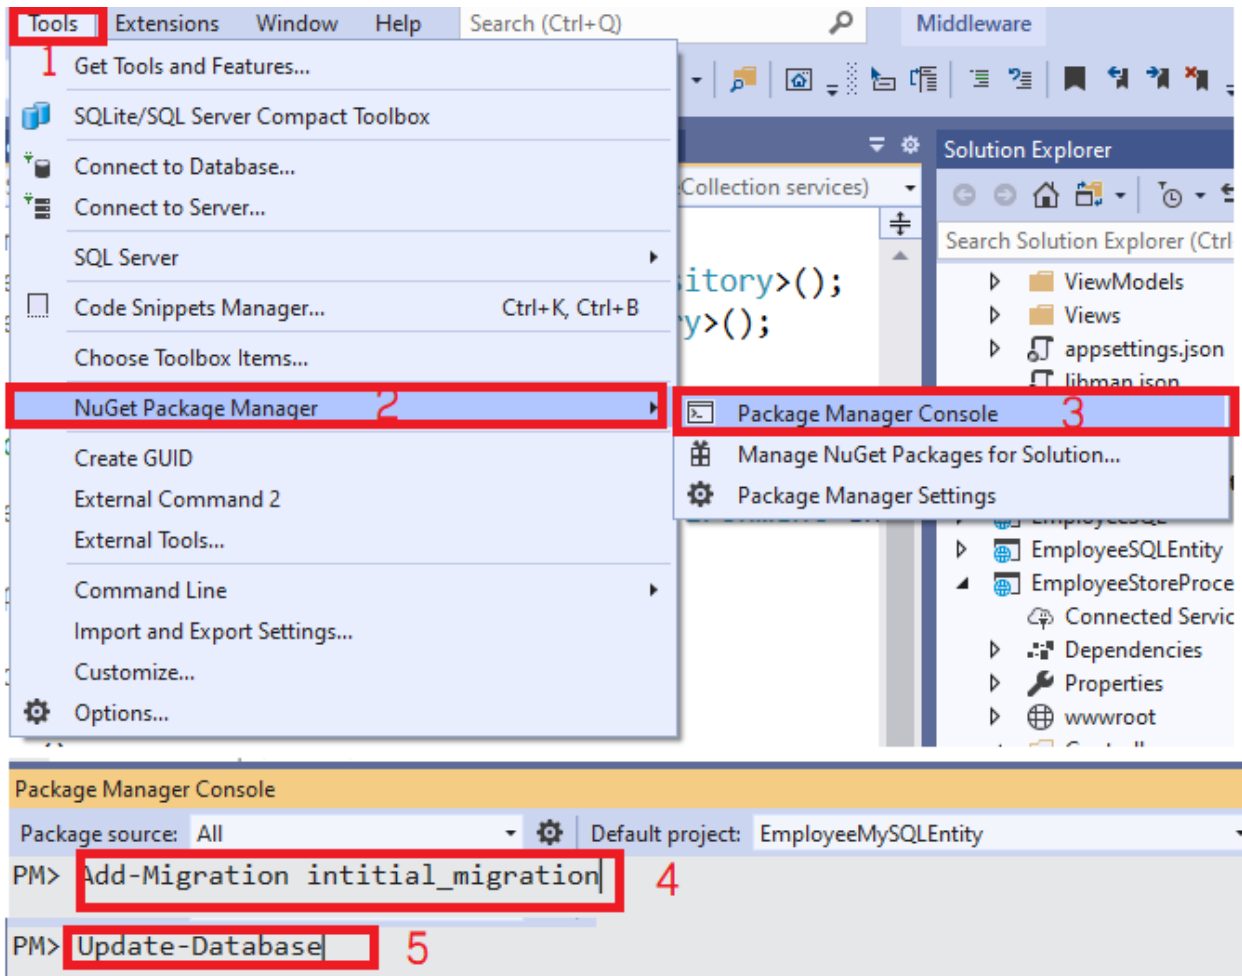 Tools Extensions Window Help Search (Ctrl+Q) Middleware
1
Get Tools and Features...
SQLite/SQL Server Compact Toolbox
Connect to Database...
Connect to Server...
SQL Server
Code Snippets Manager... Ctrl+K, Ctrl+B
Choose Toolbox Items...
NuGet Package Manager 2
Create GUID
External Command 2
External Tools...
Command Line
Import and Export Settings...
Customize...
Options...
Collection services)
itory>();
y>();
Package Manager Console 3
Manage NuGet Packages for Solution...
Package Manager Settings
Solution Explorer
Search Solution Explorer (Ctrl
ViewModels
Views
appsettings.json
libman.json
EmployeeSQL
EmployeeSQLEntity
EmployeeStoreProce
Connected Servic
Dependencies
Properties
wwwroot
Package Manager Console
Package source: All Default project: EmployeeMySQLEntity
PM> Add-Migration intitial_migration 4
PM> Update-Database 5